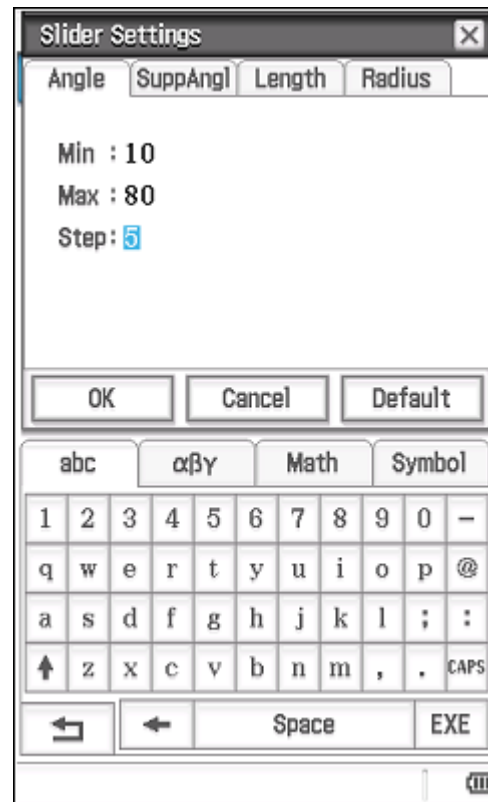 Slider Settings
Angle SuppAngl Length Radius
Min : 10
Max : 80
Step: 5
OK Cancel Default
abc αβγ Math Symbol
1 2 3 4 5 6 7 8 9 0 −
q w e r t y u i o p @
a s d f g h j k l ; :
z x c v b n m , . CAPS
Space EXE